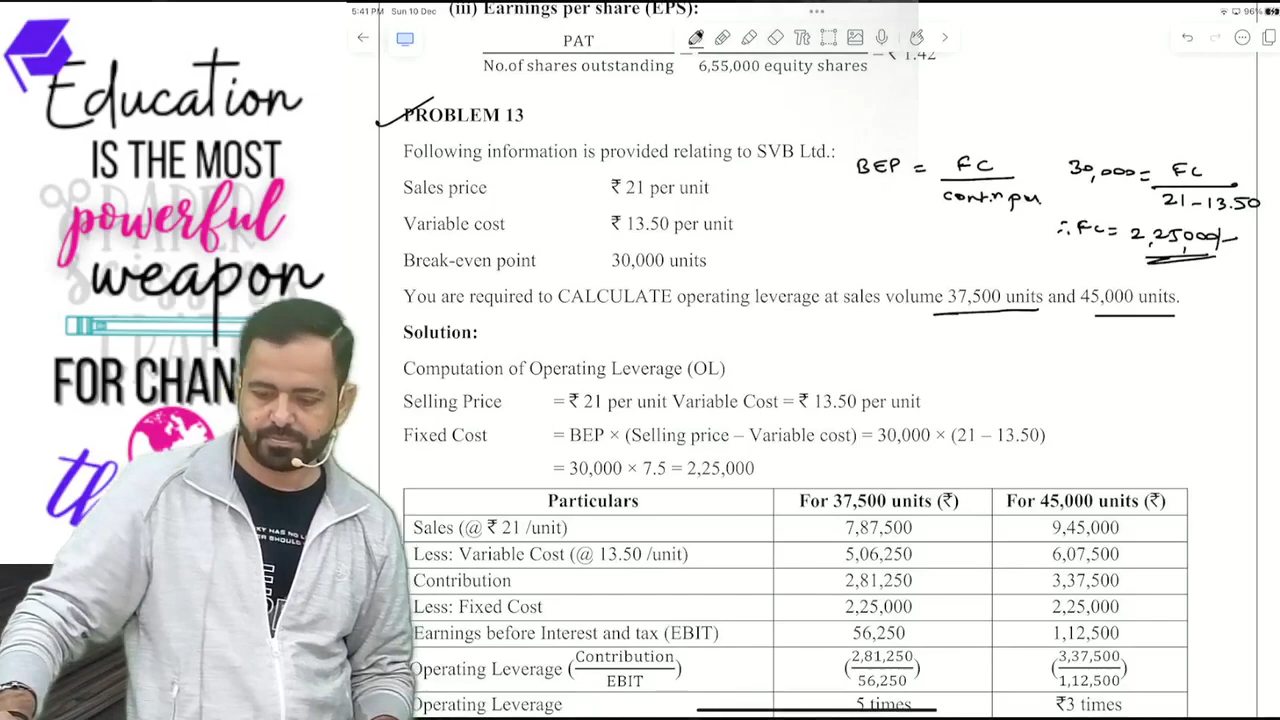 5:41 PM Sun 10 Dec
96%
(iii) Earnings per share (EPS):
PAT
No.of shares outstanding
6,55,000 equity shares
= ₹ 1.42
PROBLEM 13
Following information is provided relating to SVB Ltd.:
Sales price ₹ 21 per unit
Variable cost ₹ 13.50 per unit
Break-even point 30,000 units
BEP = FC
contn pu.
30,000 = FC
21 - 13.50
∴ FC = 2,25,000/-
You are required to CALCULATE operating leverage at sales volume 37,500 units and 45,000 units.
Solution:
Computation of Operating Leverage (OL)
Selling Price = ₹ 21 per unit Variable Cost = ₹ 13.50 per unit
Fixed Cost = BEP × (Selling price – Variable cost) = 30,000 × (21 – 13.50)
= 30,000 × 7.5 = 2,25,000
Particulars For 37,500 units (₹) For 45,000 units (₹)
Sales (@ ₹ 21 /unit) 7,87,500 9,45,000
Less: Variable Cost (@ 13.50 /unit) 5,06,250 6,07,500
Contribution 2,81,250 3,37,500
Less: Fixed Cost 2,25,000 2,25,000
Earnings before Interest and tax (EBIT) 56,250 1,12,500
Operating Leverage (Contribution / EBIT) (2,81,250 / 56,250) (3,37,500 / 1,12,500)
Operating Leverage 5 times ₹3 times
Education
IS THE MOST
powerful
weapon
FOR CHAN